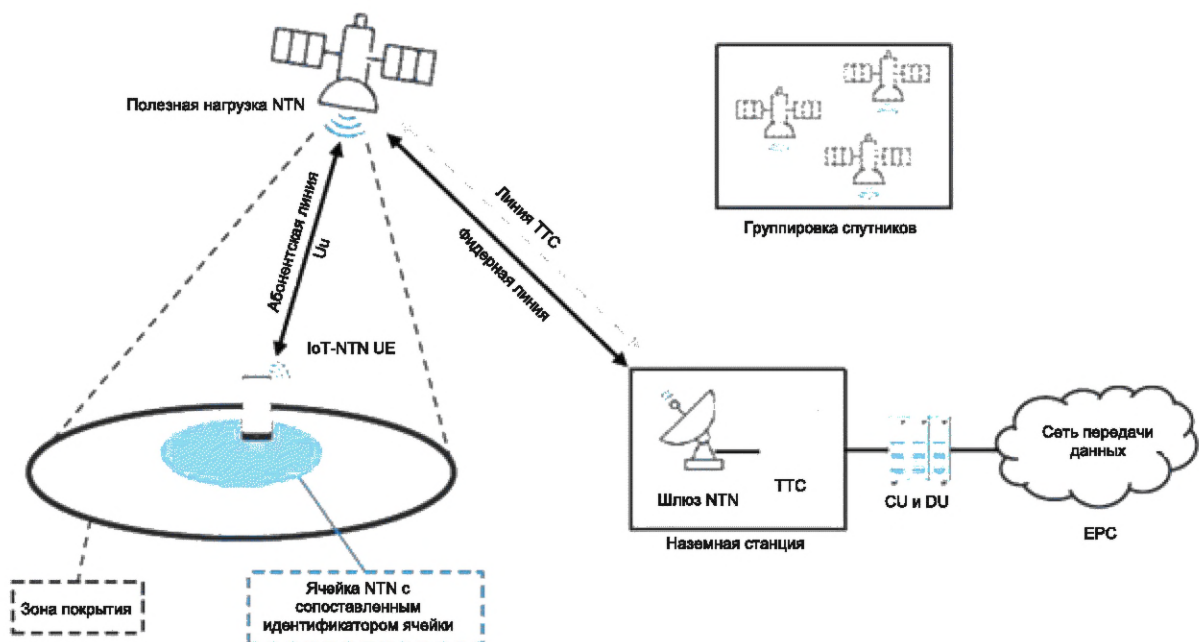 Полезная нагрузка NTN
Группировка спутников
Абонентская линия
Uu
Линия TTC
Фидерная линия
IoT-NTN UE
Шлюз NTN
TTC
Наземная станция
CU и DU
Сеть передачи
данных
EPC
Зона покрытия
Ячейка NTN с
сопоставленным
идентификатором ячейки